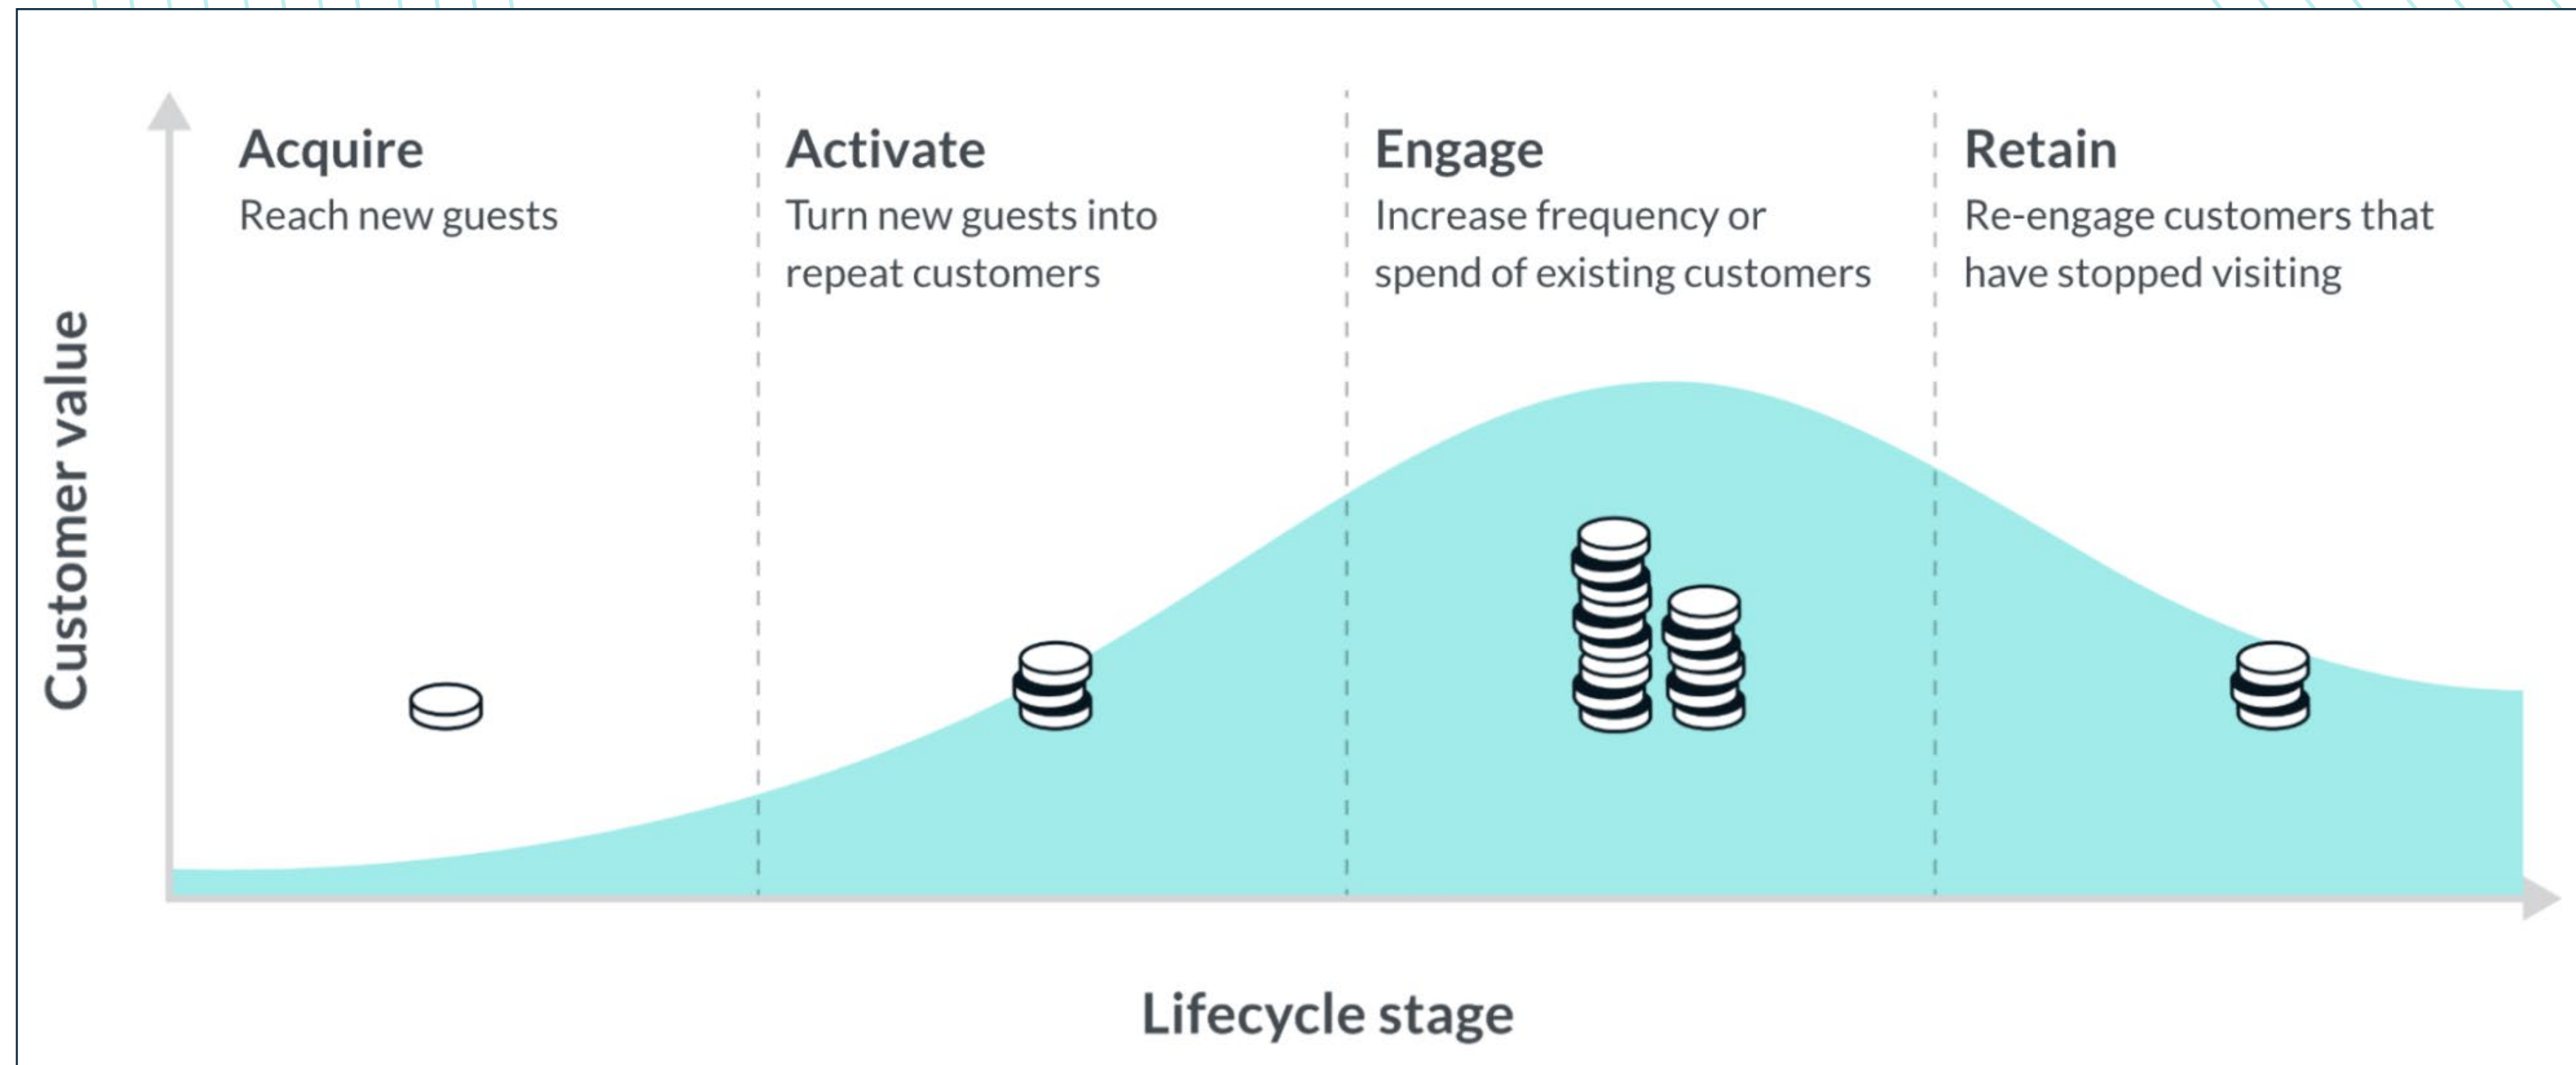 Acquire
Reach new guests
Activate
Turn new guests into
repeat customers
Engage
Increase frequency or
spend of existing customers
Retain
Re-engage customers that
have stopped visiting
Customer value
Lifecycle stage